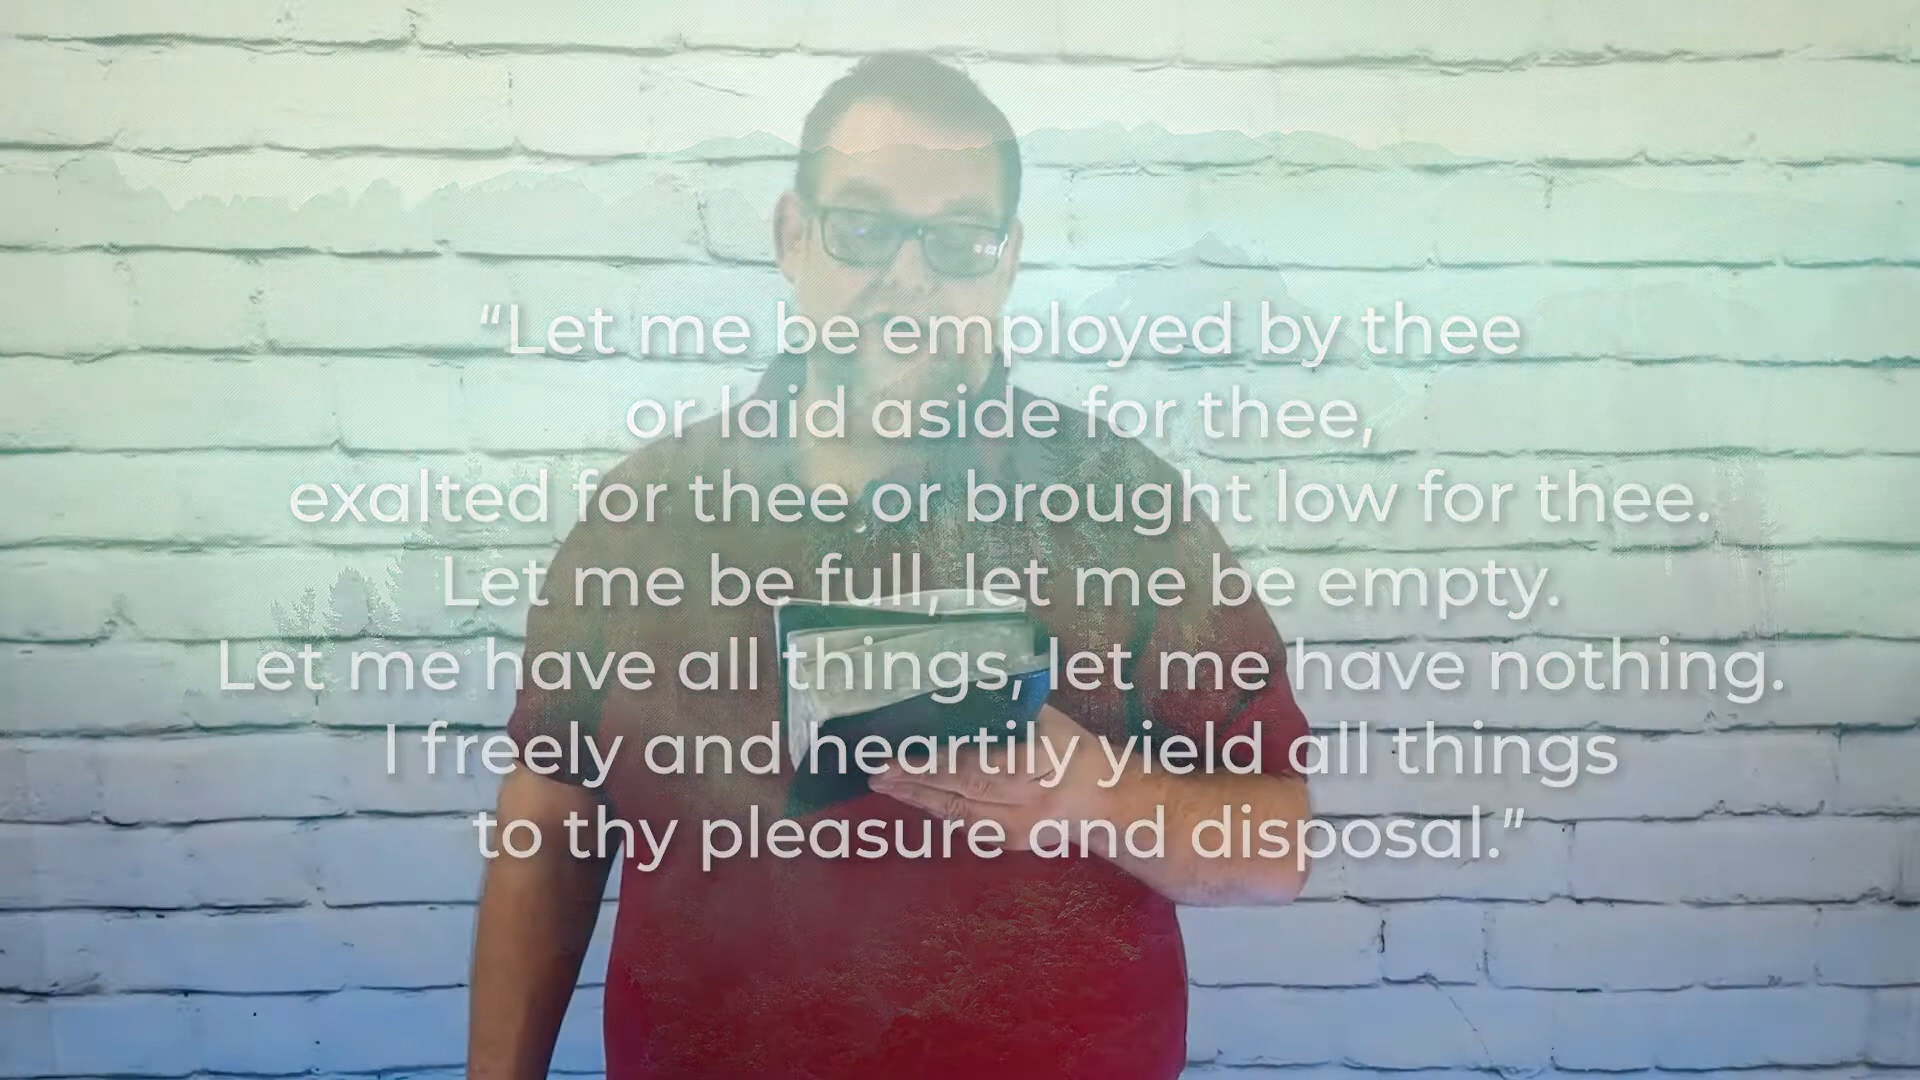 “Let me be employed by thee
or laid aside for thee,
exalted for thee or brought low for thee.
Let me be full, let me be empty.
Let me have all things, let me have nothing.
I freely and heartily yield all things
to thy pleasure and disposal.”